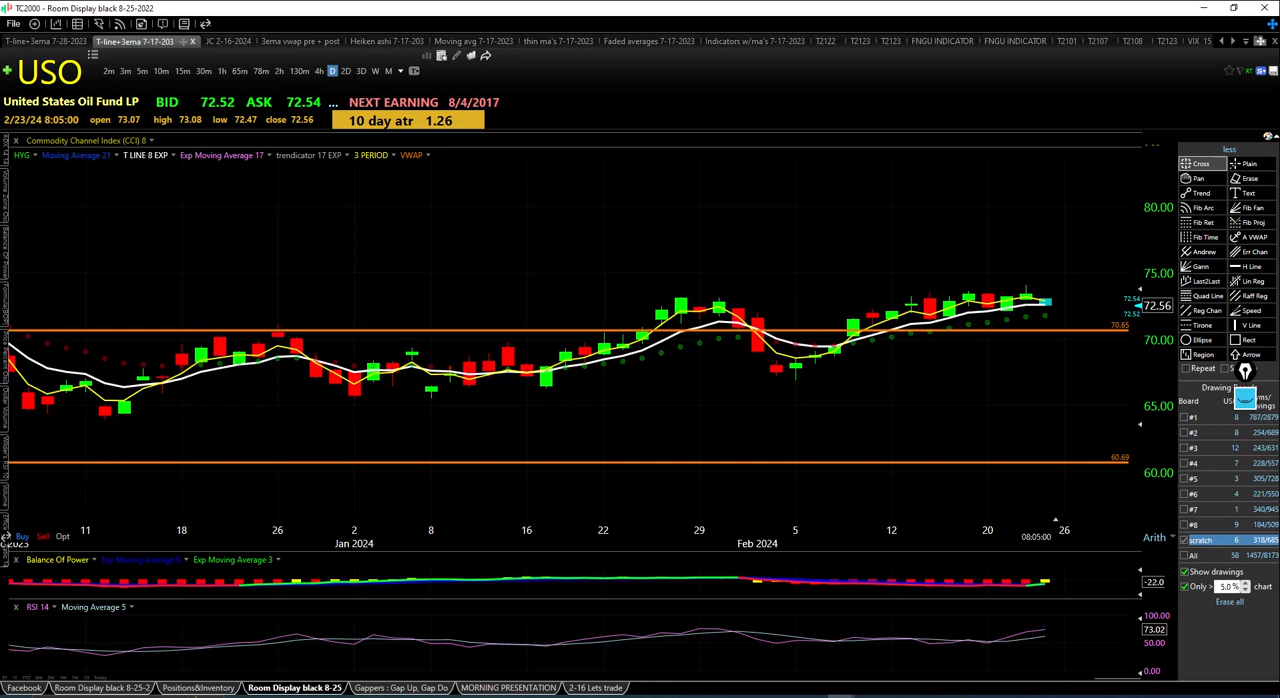 TC2000 - Room Display black 8-25-2022
File
T-line+3ema 7-28-2023 T-line+3ema 7-17-203 X JC 2-16-2024 3ema vwap pre + post Heiken ashi 7-17-203 Moving avg 7-17-2023 thin ma's 7-17-2023 Faded averages 7-17-2023 Indicators w/ma's 7-17-2023 T2122 T2123 T2123 FNGU INDICATOR FNGU INDICATOR T2101 T2107 T2108 T2123 VIX 15
USO
2m 3m 5m 10m 15m 30m 1h 65m 78m 2h 130m 4h D 2D 3D W M
RT
United States Oil Fund LP BID 72.52 ASK 72.54 ... NEXT EARNING 8/4/2017
2/23/24 8:05:00 open 73.07 high 73.08 low 72.47 close 72.56 10 day atr 1.26
X Commodity Channel Index (CCI) 8
HYG Moving Average 21 T LINE 8 EXP Exp Moving Average 17 trendicator 17 EXP 3 PERIOD VWAP
80.00
75.00
72.54
72.56
72.52
70.65
70.00
65.00
60.69
60.00
11 18 26 2 8 16 22 29 5 12 20 26
Jan 2024 Feb 2024 08:05:00 Arith
Buy Sell Opt
X Balance Of Power Exp Moving Average Exp Moving Average 3
-22.0
X RSI 14 Moving Average 5
100.00
73.02
50.00
0.00
less
Cross Plain
Pan Erase
Trend Text
Fib Arc Fib Fan
Fib Ret Fib Proj
Fib Time A VWAP
Andrew Err Chan
Gann H Line
Last2Last Lin Reg
Quad Line Raff Reg
Reg Chan Speed
Tirone V Line
Ellipse Rect
Region Arrow
Repeat
Drawing
Board
#1 8 787/2879
#2 8 254/689
#3 12 243/631
#4 7 228/557
#5 3 305/728
#6 4 221/550
#7 1 340/945
#8 9 184/509
scratch 6 318/685
All 58 1457/8173
Show drawings
Only > 5.0 % chart
Erase all
Facebook Room Display black 8-25-2 Positions&Inventory Room Display black 8-25 Gappers : Gap Up, Gap Do MORNING PRESENTATION 2-16 Lets trade